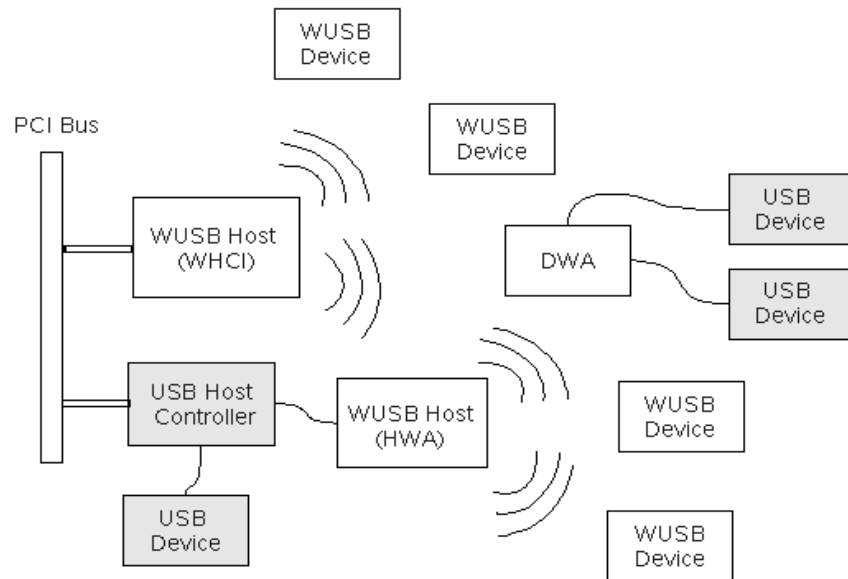 WUSB
Device
PCI Bus
WUSB
Device
USB
Device
WUSB Host
(WHCI)
DWA
USB
Device
USB Host
Controller
WUSB Host
(HWA)
WUSB
Device
USB
Device
WUSB
Device